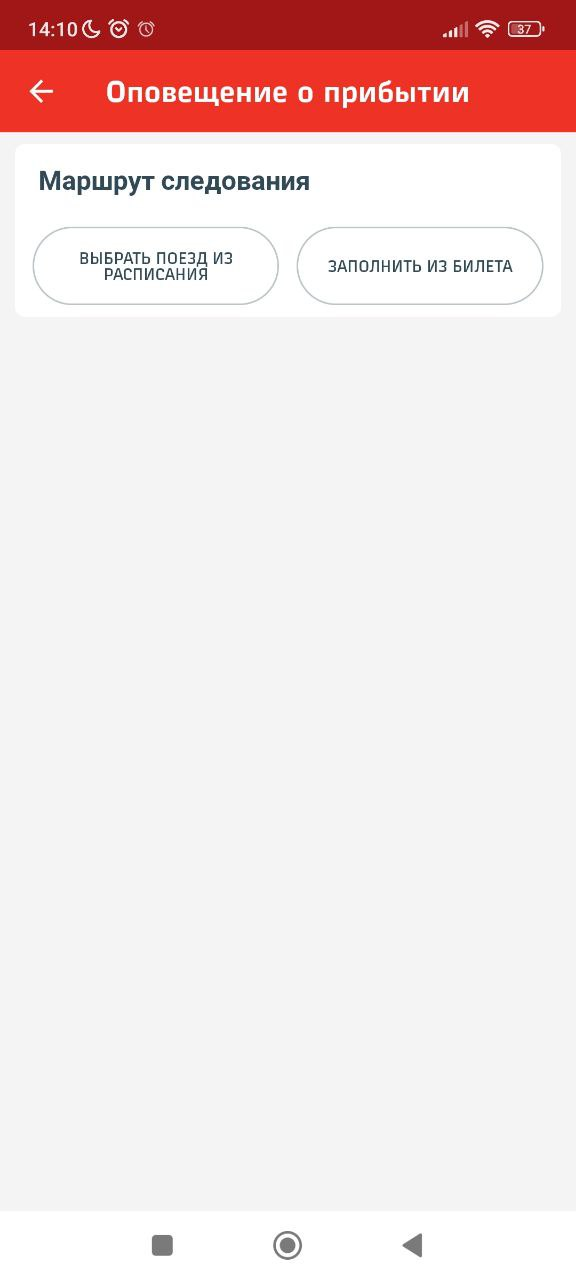 14:10
37
Оповещение о прибытии
Маршрут следования
ВЫБРАТЬ ПОЕЗД ИЗ
РАСПИСАНИЯ
ЗАПОЛНИТЬ ИЗ БИЛЕТА